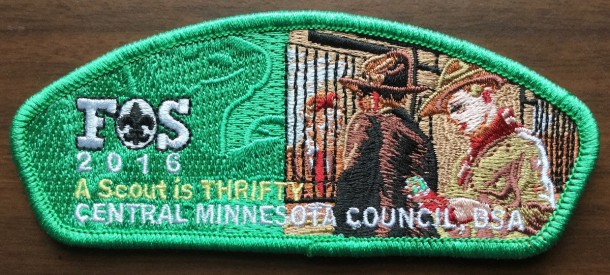 FOS
2016
A Scout is THRIFTY
CENTRAL MINNESOTA COUNCIL, BSA